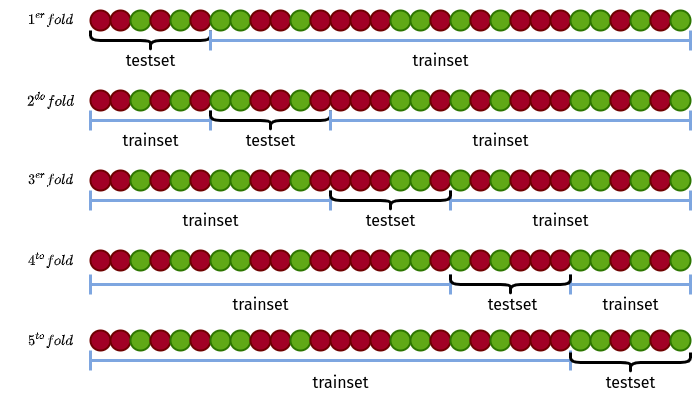 1^er fold
testset trainset
2^do fold
trainset testset trainset
3^er fold
trainset testset trainset
4^to fold
trainset testset trainset
5^to fold
trainset testset